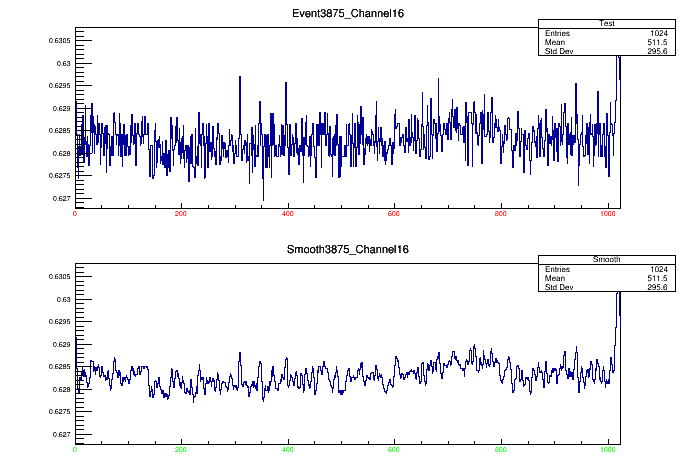 Event3875_Channel16
Test
Entries 1024
Mean 511.5
Std Dev 295.6
0.6305
0.63
0.6295
0.629
0.6285
0.628
0.6275
0.627
0 200 400 600 800 1000
Smooth3875_Channel16
Smooth
Entries 1024
Mean 511.5
Std Dev 295.6
0.6305
0.63
0.6295
0.629
0.6285
0.628
0.6275
0.627
0 200 400 600 800 1000